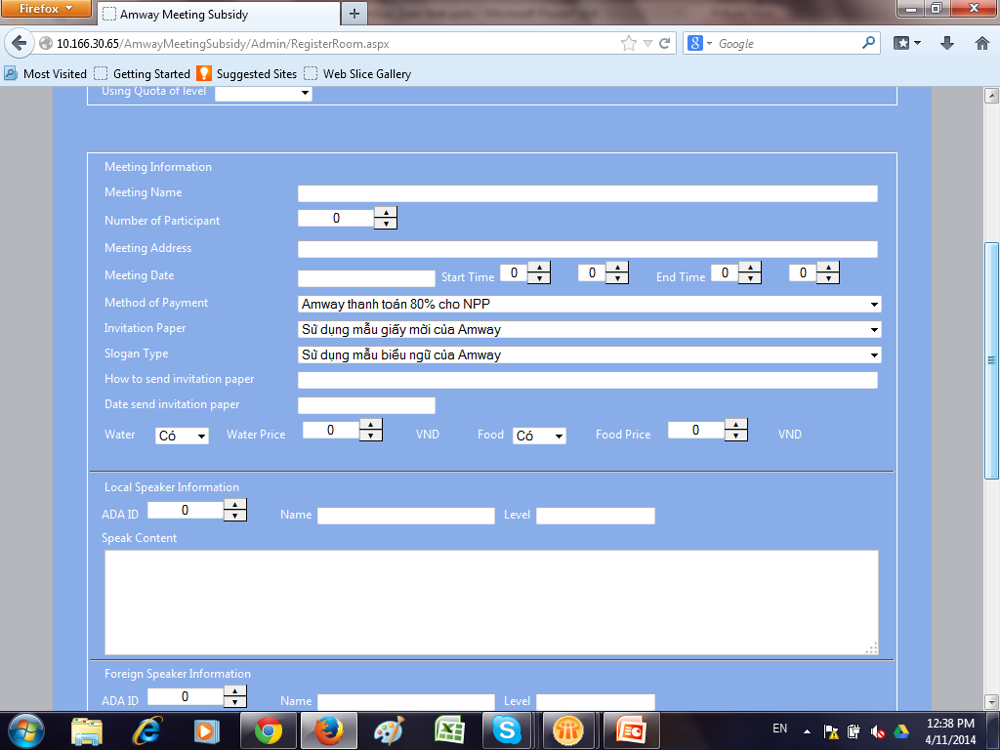 Firefox
Amway Meeting Subsidy
10.166.30.65/AmwayMeetingSubsidy/Admin/RegisterRoom.aspx
Google
Most Visited Getting Started Suggested Sites Web Slice Gallery
Using Quota of level
Meeting Information
Meeting Name
Number of Participant 0
Meeting Address
Meeting Date Start Time 0 0 End Time 0 0
Method of Payment Amway thanh toán 80% cho NPP
Invitation Paper Sử dụng mẫu giấy mời của Amway
Slogan Type Sử dụng mẫu biểu ngữ của Amway
How to send invitation paper
Date send invitation paper
Water Có Water Price 0 VND Food Có Food Price 0 VND
Local Speaker Information
ADA ID 0 Name Level
Speak Content
Foreign Speaker Information
ADA ID 0 Name Level
EN 12:38 PM
4/11/2014